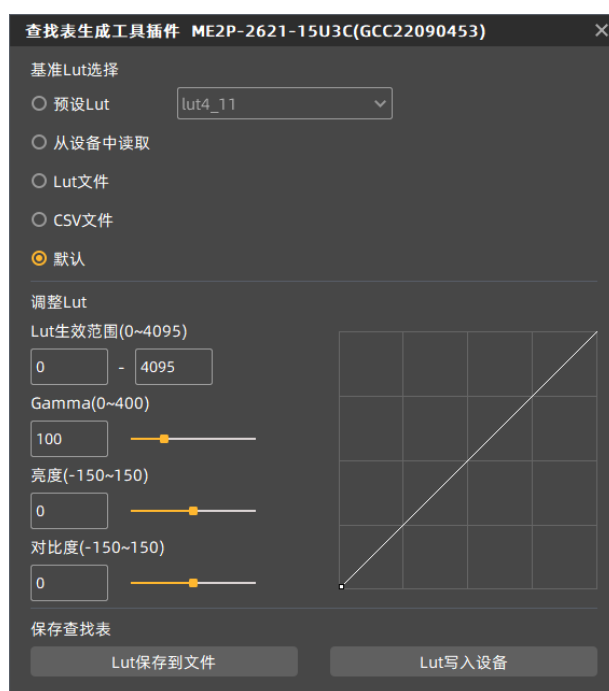 查找表生成工具插件 ME2P-2621-15U3C(GCC22090453)
基准Lut选择
预设Lut lut4_11
从设备中读取
Lut文件
CSV文件
默认
调整Lut
Lut生效范围(0~4095)
0 - 4095
Gamma(0~400)
100
亮度(-150~150)
0
对比度(-150~150)
0
保存查找表
Lut保存到文件 Lut写入设备